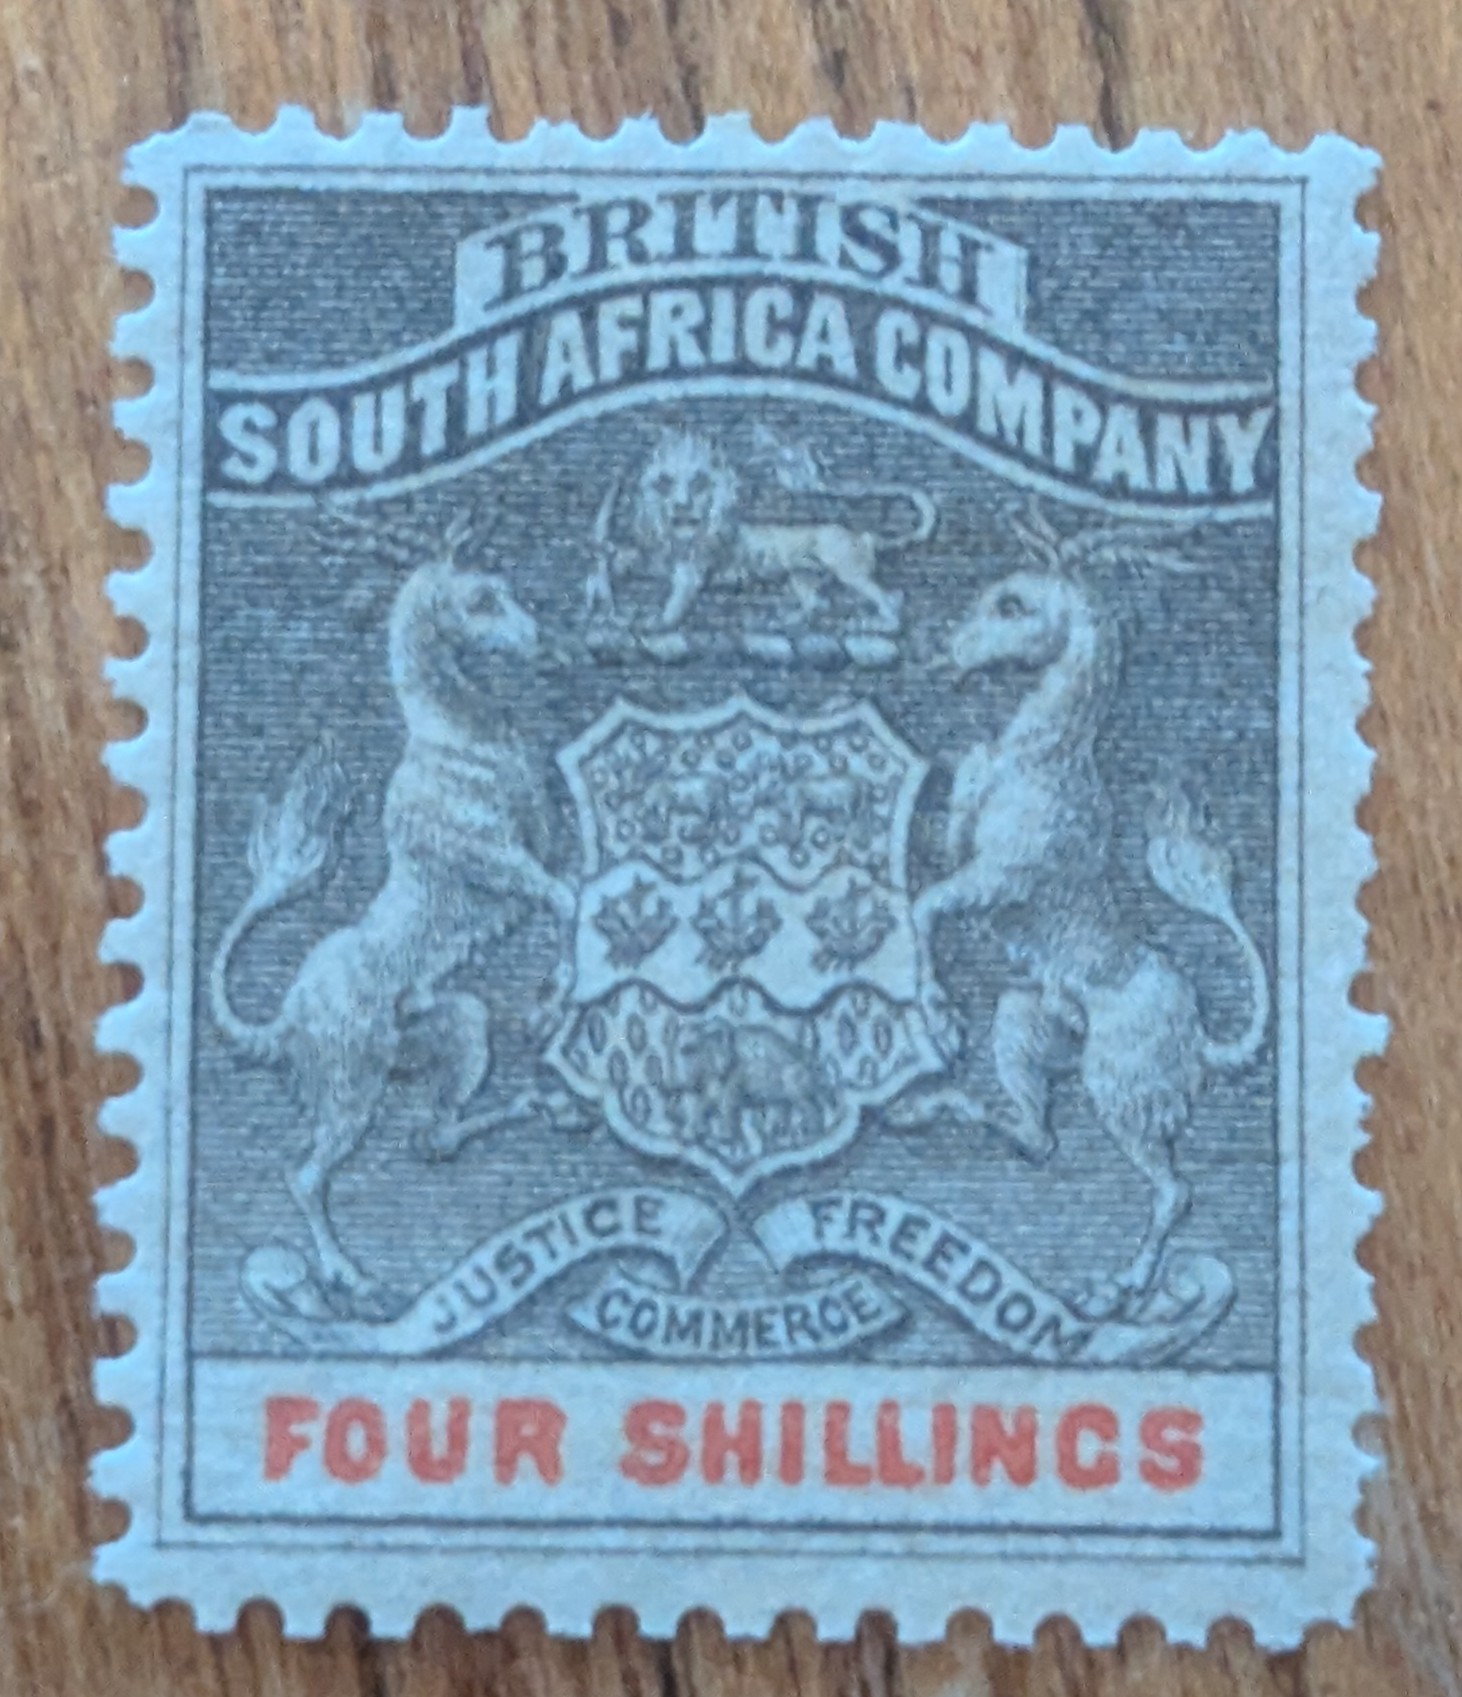 BRITISH
SOUTH AFRICA COMPANY
JUSTICE
FREEDOM
COMMERCE
FOUR SHILLINGS